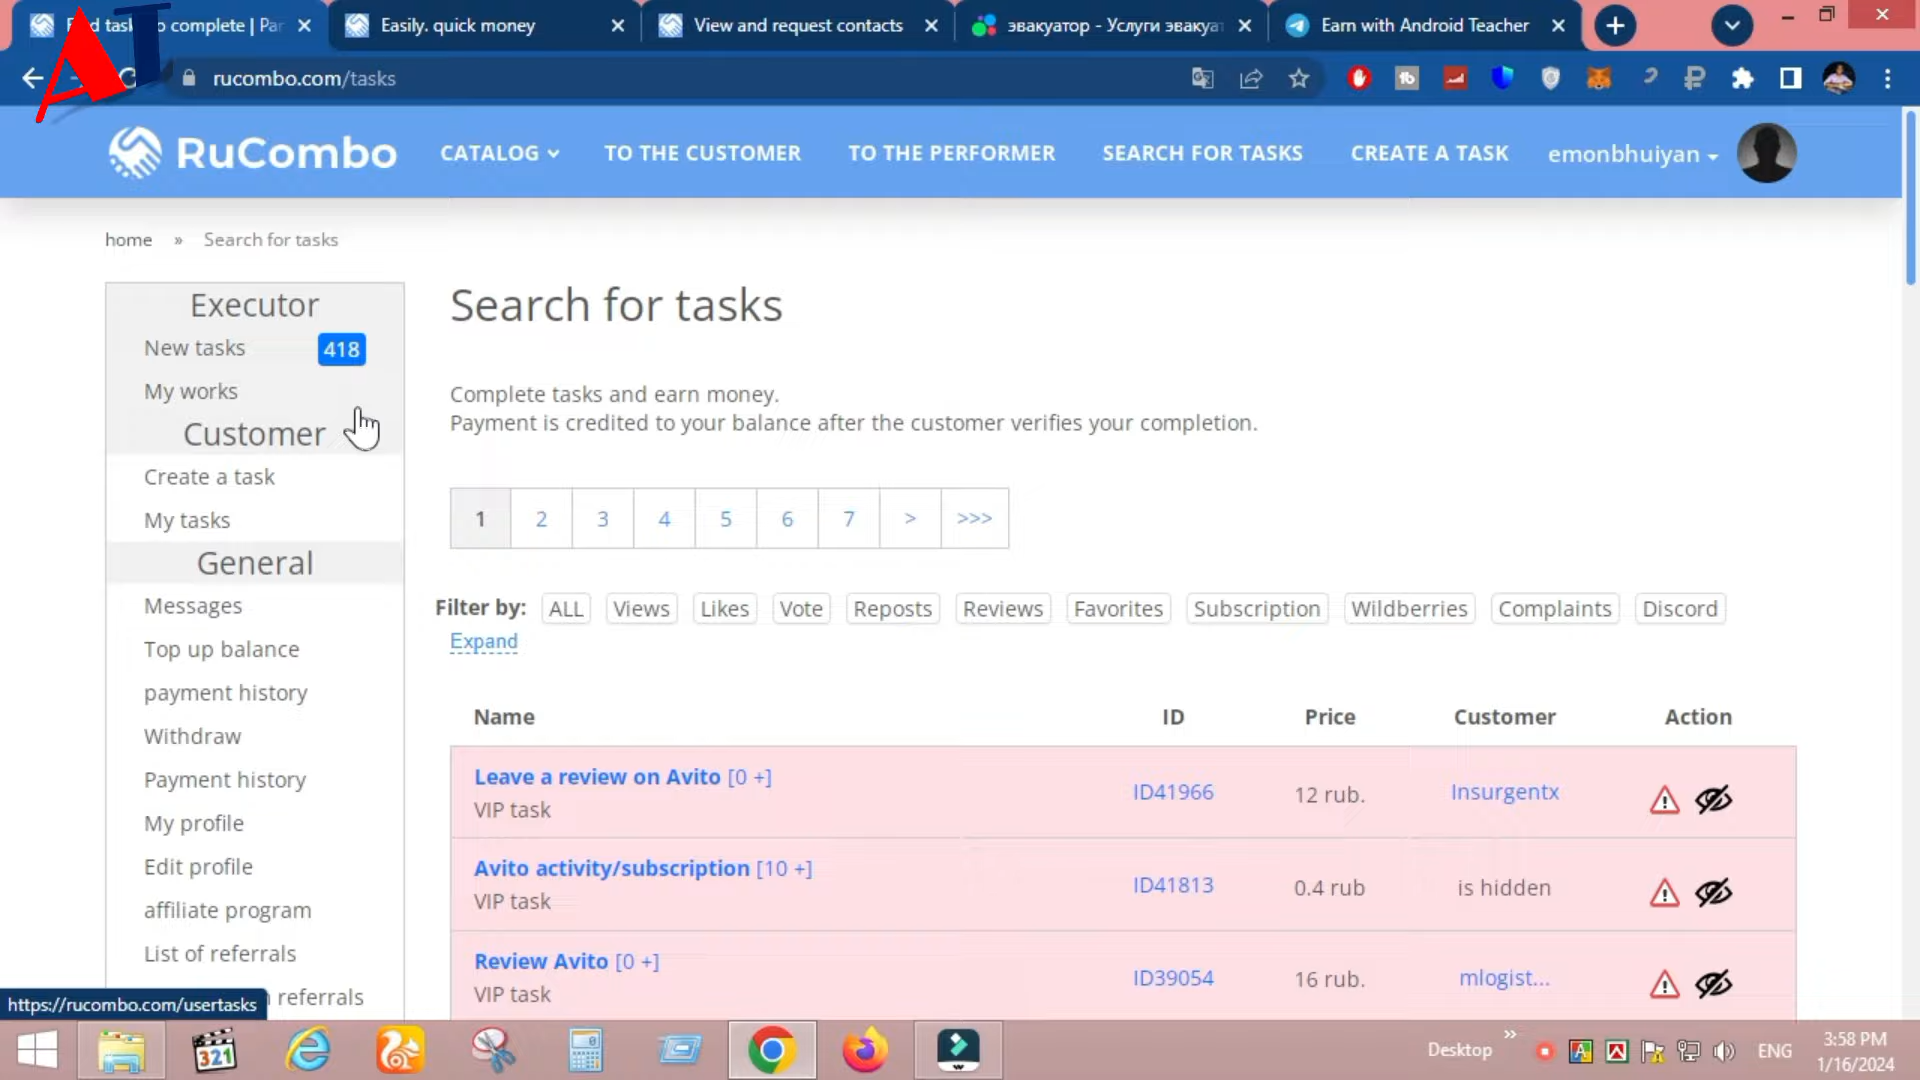 d task to complete | Par
Easily. quick money
View and request contacts
эвакуатор - Услуги эвакуат
Earn with Android Teacher
rucombo.com/tasks
RuCombo
CATALOG
TO THE CUSTOMER
TO THE PERFORMER
SEARCH FOR TASKS
CREATE A TASK
emonbhuiyan
home » Search for tasks
Executor
New tasks 418
My works
Customer
Create a task
My tasks
General
Messages
Top up balance
payment history
Withdraw
Payment history
My profile
Edit profile
affiliate program
List of referrals
referrals
Search for tasks
Complete tasks and earn money.
Payment is credited to your balance after the customer verifies your completion.
1 2 3 4 5 6 7 > >>>
Filter by: ALL Views Likes Vote Reposts Reviews Favorites Subscription Wildberries Complaints Discord
Expand
Name ID Price Customer Action
Leave a review on Avito [0 +]
VIP task
ID41966 12 rub. Insurgentx
Avito activity/subscription [10 +]
VIP task
ID41813 0.4 rub is hidden
Review Avito [0 +]
VIP task
ID39054 16 rub. mlogist...
https://rucombo.com/usertasks
321
Desktop
ENG
3:58 PM
1/16/2024